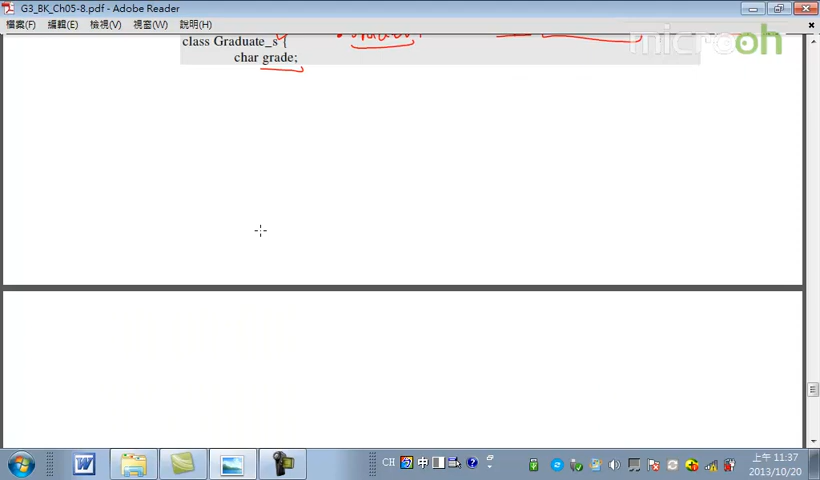 G3_BK_Ch05-8.pdf - Adobe Reader
檔案(F) 編輯(E) 檢視(V) 視窗(W) 說明(H)
microoh
class Graduate_s {
char grade;
CH 中
上午 11:37
2013/10/20